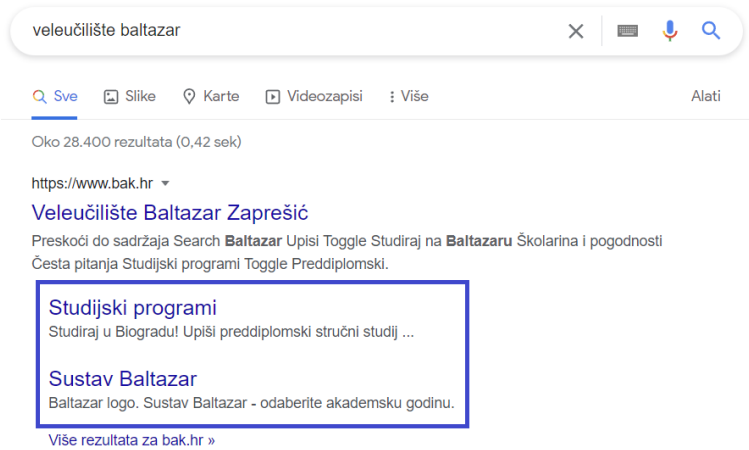 veleučilište baltazar
Sve Slike Karte Videozapisi Više Alati
Oko 28.400 rezultata (0,42 sek)
https://www.bak.hr
Veleučilište Baltazar Zaprešić
Preskoći do sadržaja Search Baltazar Upisi Toggle Studiraj na Baltazaru Školarina i pogodnosti
Česta pitanja Studijski programi Toggle Preddiplomski.
Studijski programi
Studiraj u Biogradu! Upiši preddiplomski stručni studij ...
Sustav Baltazar
Baltazar logo. Sustav Baltazar - odaberite akademsku godinu.
Više rezultata za bak.hr »